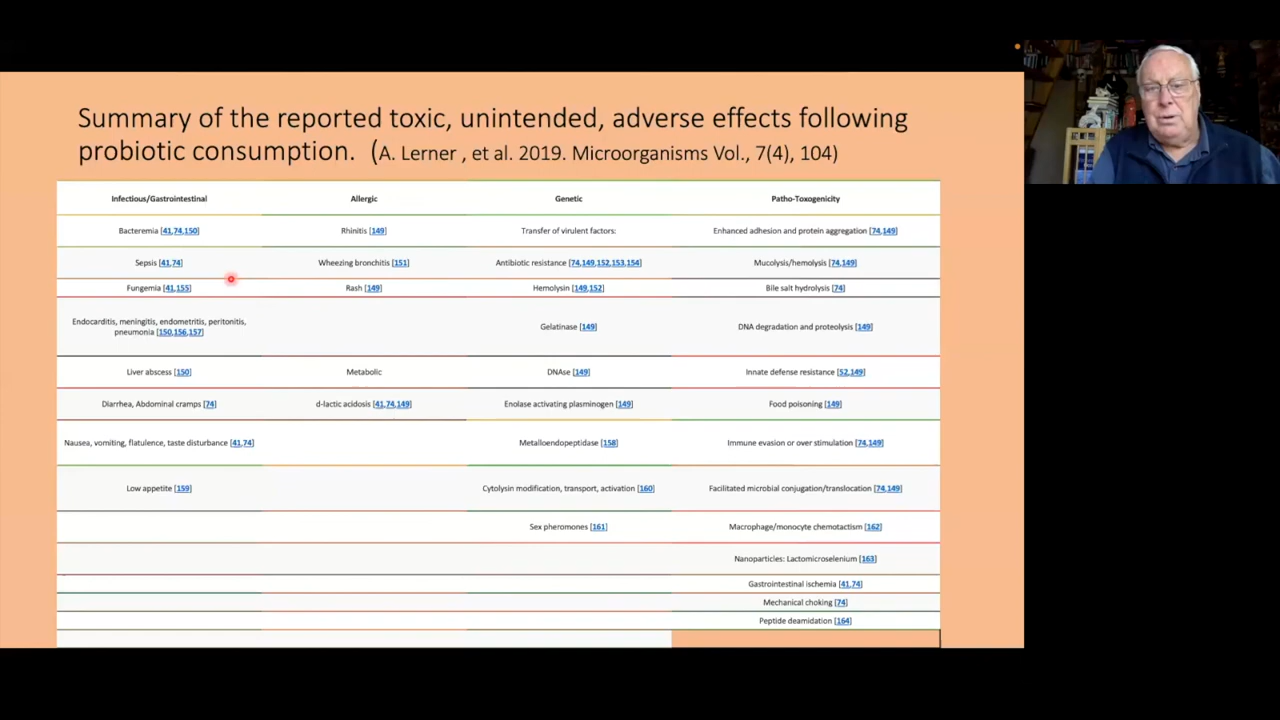 Summary of the reported toxic, unintended, adverse effects following
probiotic consumption. (A. Lerner , et al. 2019. Microorganisms Vol., 7(4), 104)
Infectious/Gastrointestinal Allergic Genetic Patho-Toxogenicity
Bacteremia [41,74,150] Rhinitis [149] Transfer of virulent factors: Enhanced adhesion and protein aggregation [74,149]
Sepsis [41,74] Wheezing bronchitis [151] Antibiotic resistance [74,149,152,153,154] Mucolysis/hemolysis [74,149]
Fungemia [41,155] Rash [149] Hemolysin [149,152] Bile salt hydrolysis [74]
Endocarditis, meningitis, endometritis, peritonitis,
pneumonia [150,156,157] Gelatinase [149] DNA degradation and proteolysis [149]
Liver abscess [150] Metabolic DNAse [149] Innate defense resistance [52,149]
Diarrhea, Abdominal cramps [74] d-lactic acidosis [41,74,149] Enolase activating plasminogen [149] Food poisoning [149]
Nausea, vomiting, flatulence, taste disturbance [41,74] Metalloendopeptidase [158] Immune evasion or over stimulation [74,149]
Low appetite [159] Cytolysin modification, transport, activation [160] Facilitated microbial conjugation/translocation [74,149]
Sex pheromones [161] Macrophage/monocyte chemotactism [162]
Nanoparticles: Lactomicroselenium [163]
Gastrointestinal ischemia [41,74]
Mechanical choking [74]
Peptide deamidation [164]